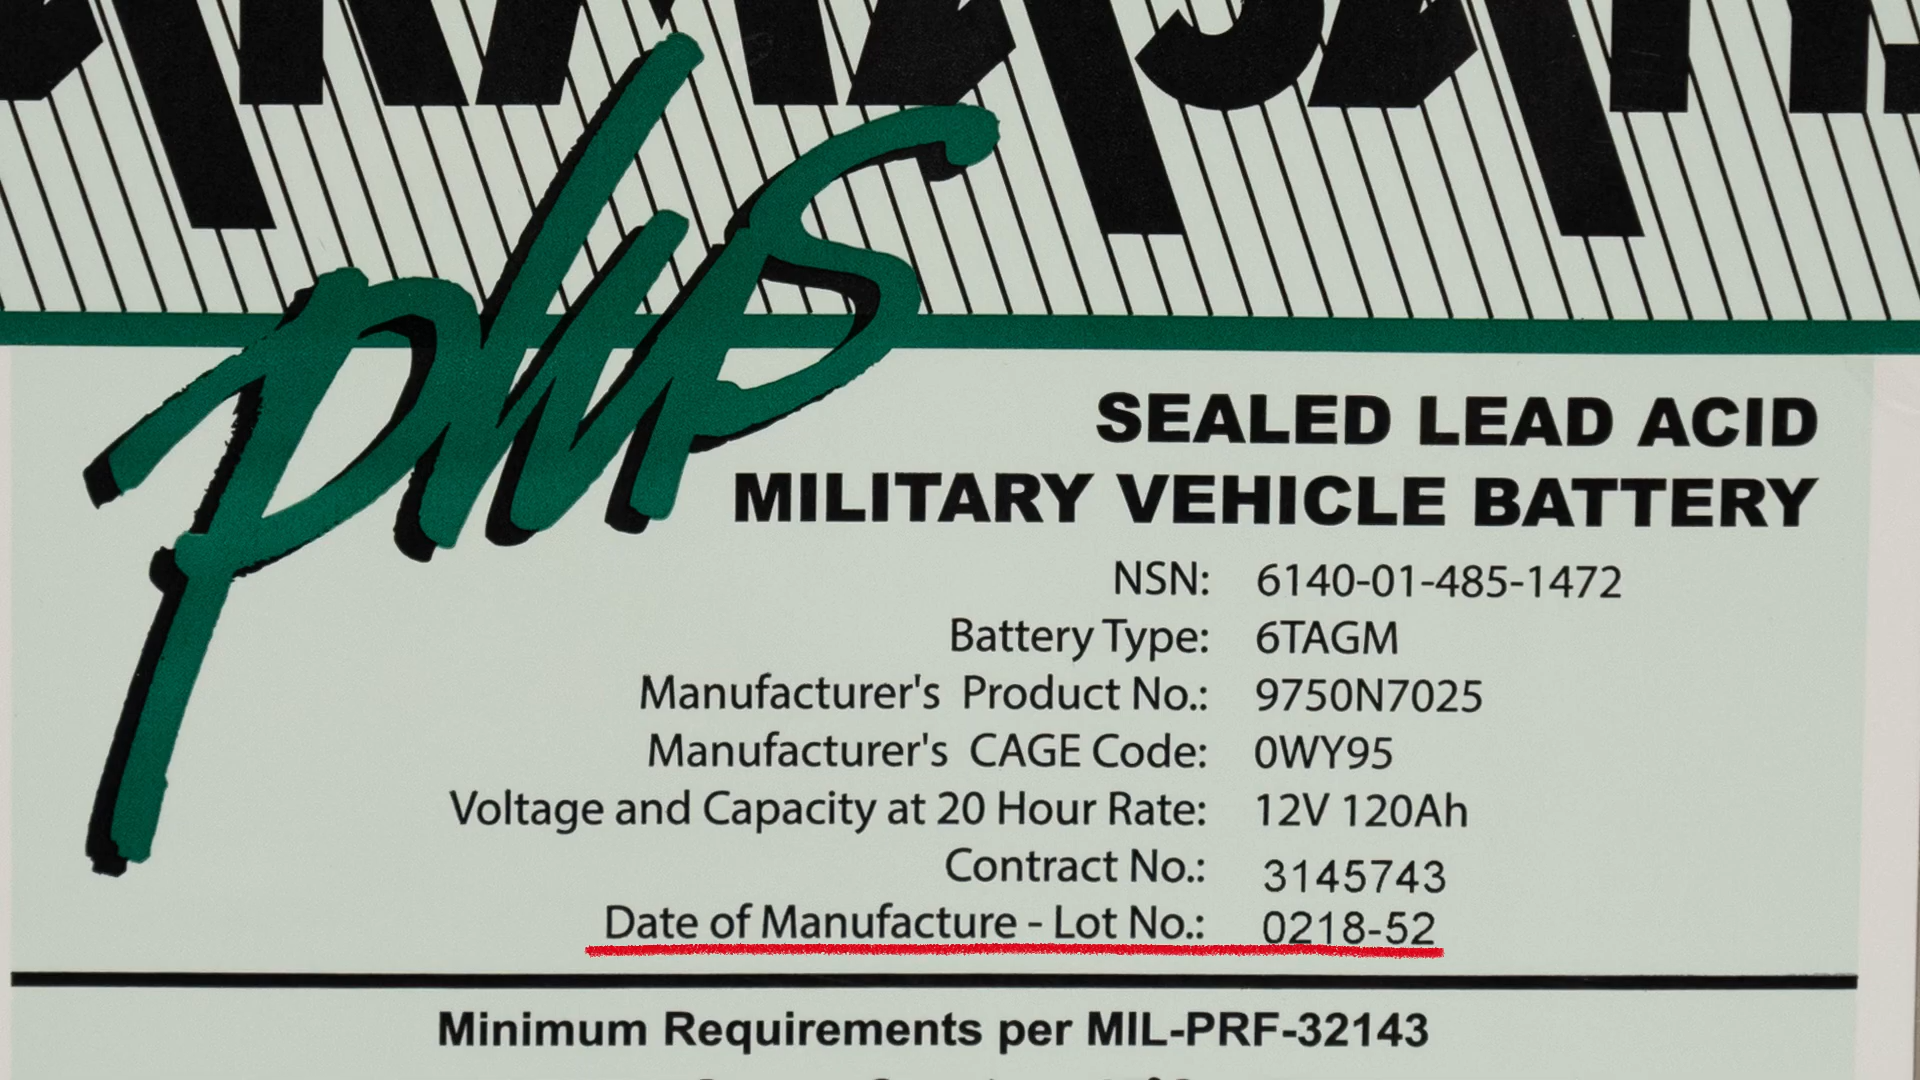 plus
SEALED LEAD ACID
MILITARY VEHICLE BATTERY
NSN: 6140-01-485-1472
Battery Type: 6TAGM
Manufacturer's Product No.: 9750N7025
Manufacturer's CAGE Code: 0WY95
Voltage and Capacity at 20 Hour Rate: 12V 120Ah
Contract No.: 3145743
Date of Manufacture - Lot No.: 0218-52
Minimum Requirements per MIL-PRF-32143